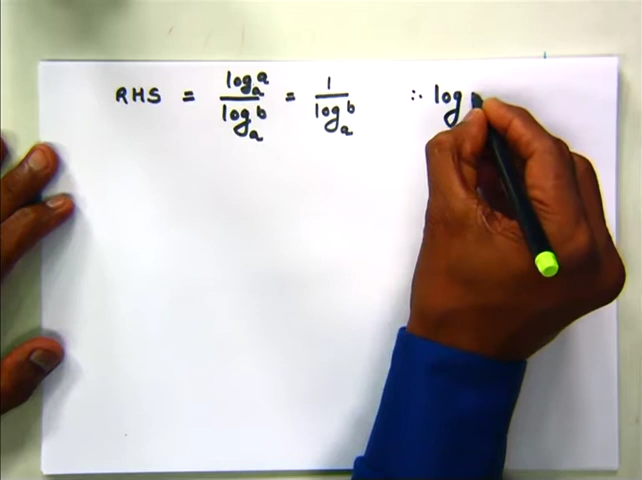 RHS = log_a a / log_a b = 1 / log_a b ∴ log